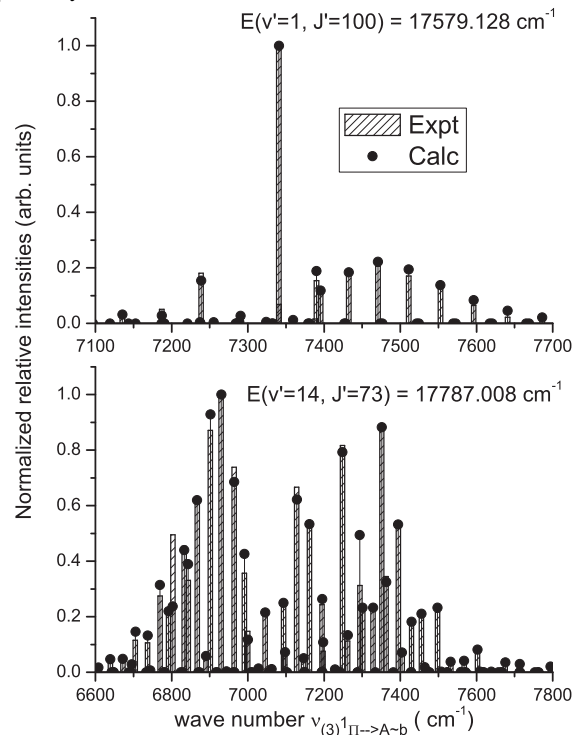 E(v'=1, J'=100) = 17579.128 cm⁻¹
1.0
0.8
0.6
0.4
0.2
0.0
Expt
Calc
7100 7200 7300 7400 7500 7600 7700
Normalized relative intensities (arb. units)
E(v'=14, J'=73) = 17787.008 cm⁻¹
1.0
0.8
0.6
0.4
0.2
0.0
6600 6800 7000 7200 7400 7600 7800
wave number ν(3)¹Π-->A~b ( cm⁻¹)